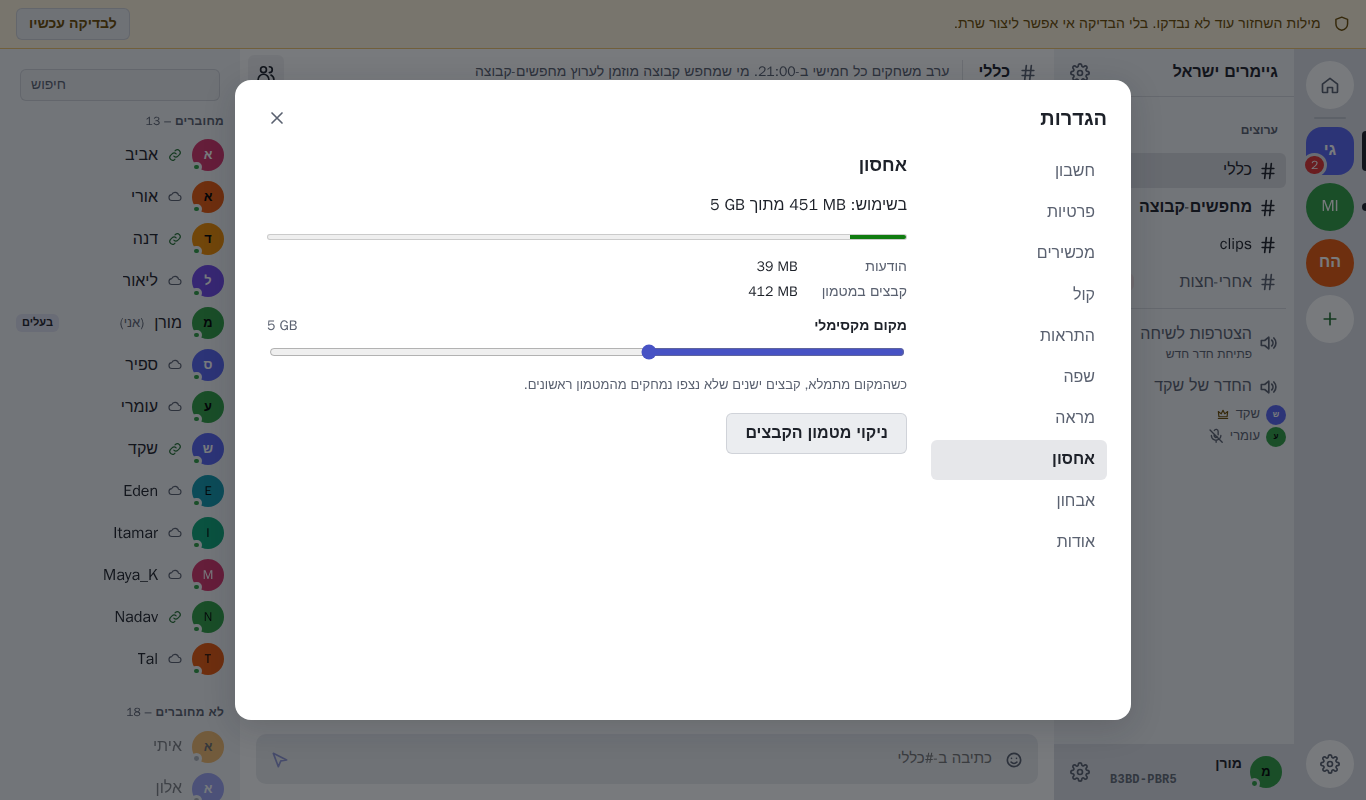 מילות השחזור עוד לא נבדקו. בלי הבדיקה אי אפשר ליצור שרת.
לבדיקה עכשיו
גי
2
MI
הח
גיימרים ישראל
ערוצים
כללי
מחפשים-קבוצה
clips
אחרי-חצות
הצטרפות לשיחה
פתיחת חדר חדש
החדר של שקד
ש
שקד
ע
עומרי
מ
מורן
B3BD-PBR5
כללי
ערב משחקים כל חמישי ב-21:00. מי שמחפש קבוצה מוזמן לערוץ מחפשים-קבוצה
הגדרות
חשבון
פרטיות
מכשירים
קול
התראות
שפה
מראה
אחסון
אבחון
אודות
אחסון
בשימוש: 451 MB מתוך 5 GB
הודעות 39 MB
קבצים במטמון 412 MB
מקום מקסימלי 5 GB
כשהמקום מתמלא, קבצים ישנים שלא נצפו נמחקים מהמטמון ראשונים.
ניקוי מטמון הקבצים
כתיבה ב-#כללי
חיפוש
מחוברים – 13
א אביב
א אורי
ד דנה
ל ליאור
מ מורן (אני) בעלים
ס ספיר
ע עומרי
ש שקד
E Eden
I Itamar
M Maya_K
N Nadav
T Tal
לא מחוברים – 18
א איתי
א אלון